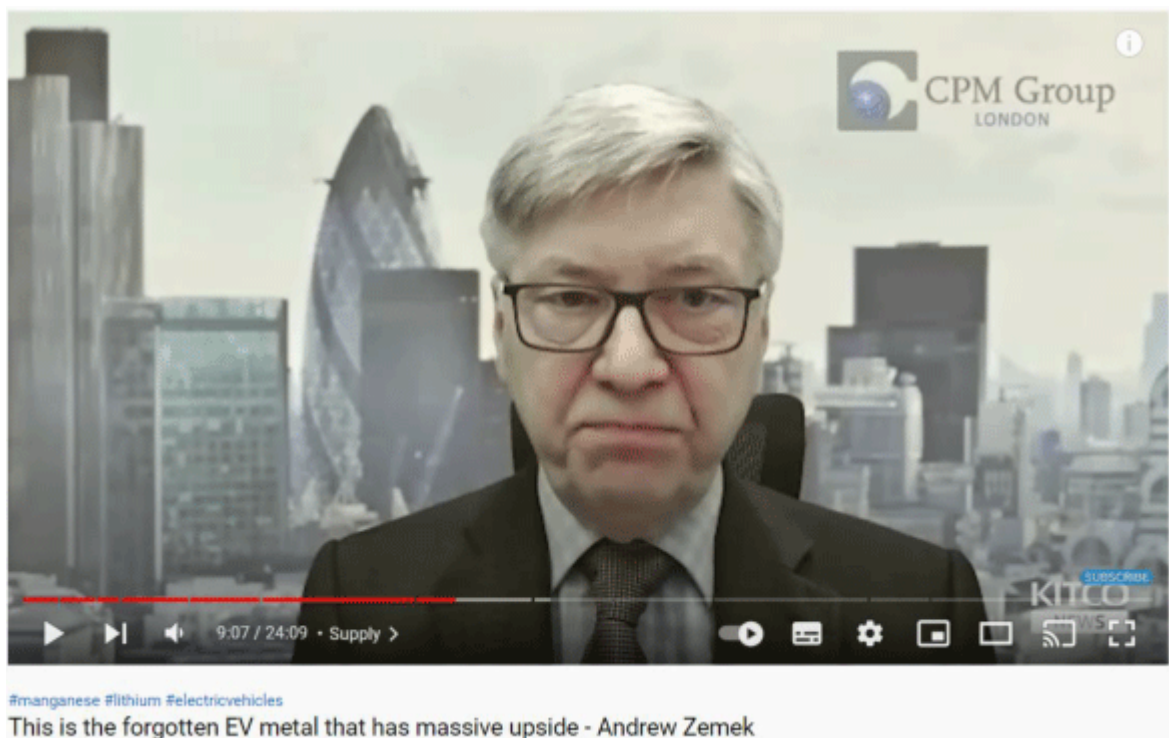 CPM Group
LONDON
SUBSCRIBE
KITCO
NEWS
9:07 / 24:09 • Supply >
#manganese #lithium #electricvehicles
This is the forgotten EV metal that has massive upside - Andrew Zemek